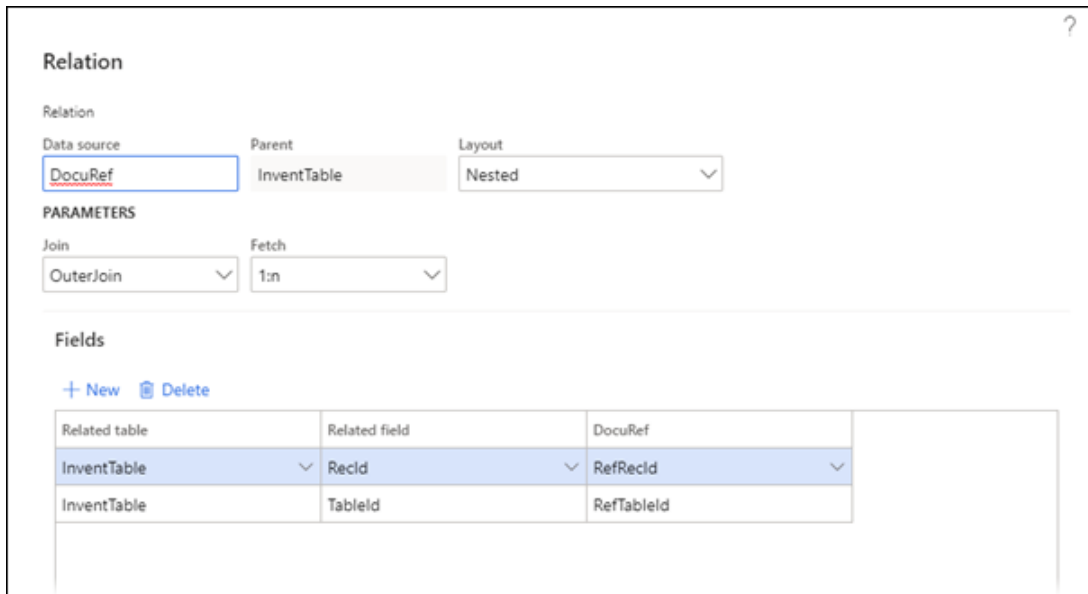 ?
Relation
Relation
Data source Parent Layout
DocuRef InventTable Nested
PARAMETERS
Join Fetch
OuterJoin 1:n
Fields
+ New Delete
Related table Related field DocuRef
InventTable RecId RefRecId
InventTable TableId RefTableId